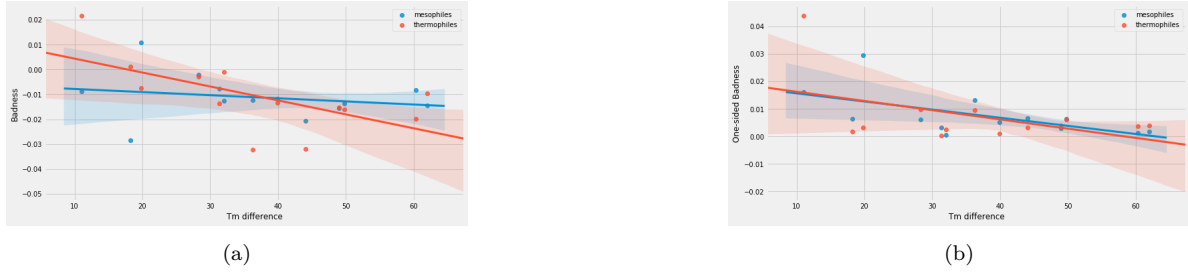 mesophiles
thermophiles
0.02
0.01
0.00
−0.01
−0.02
−0.03
−0.04
−0.05
Badness
10 20 30 40 50 60
Tm difference
(a)
mesophiles
thermophiles
0.04
0.03
0.02
0.01
0.00
−0.01
−0.02
One-sided Badness
10 20 30 40 50 60
Tm difference
(b)